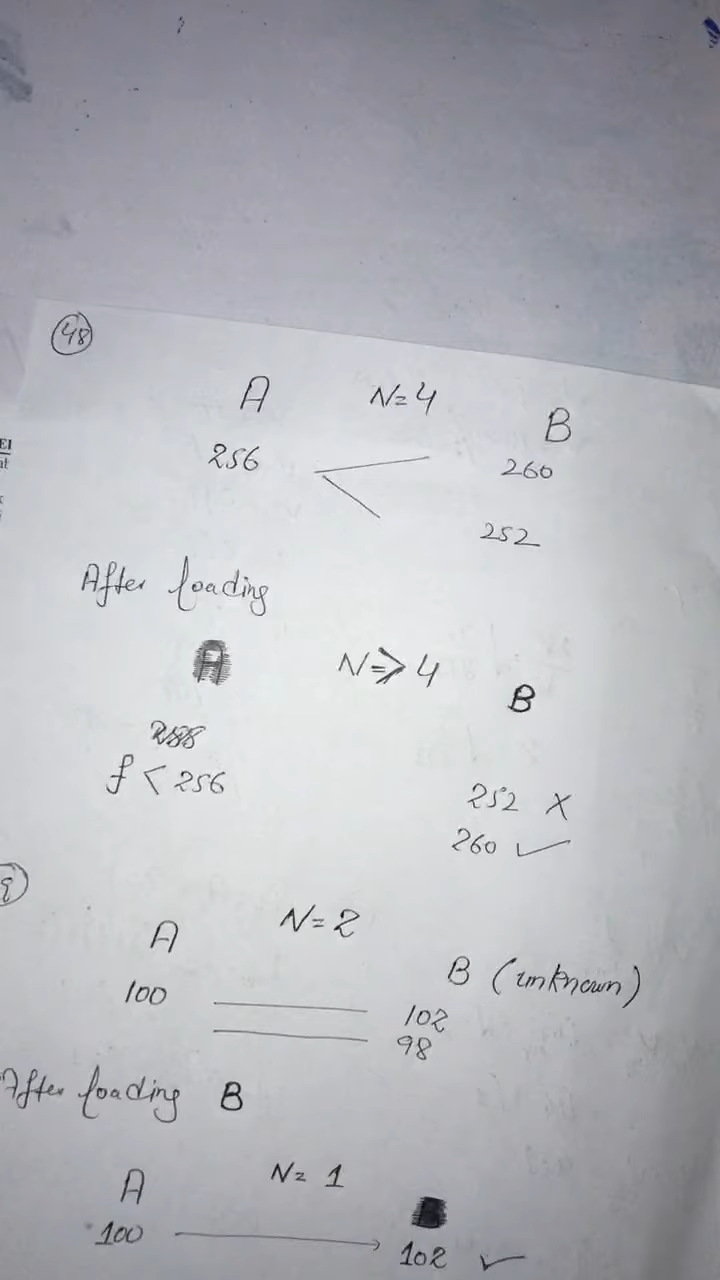 48
A N=4 B
256 260
252
After loading
A N=>4 B
288
f < 256 252 X
260 ✓
9
A N=2 B (unknown)
100 102
98
After loading B
A N=1 B
100 → 102 ✓